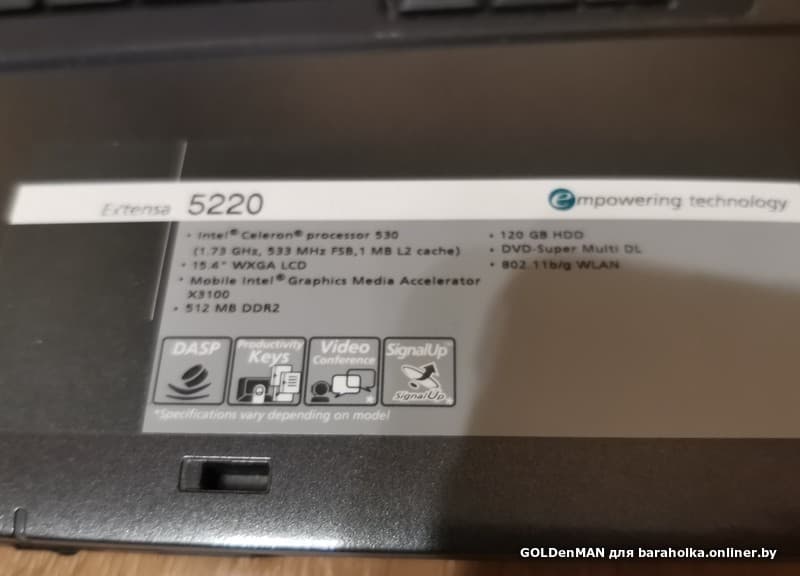 Extensa 5220
empowering technology
• Intel® Celeron® processor 530
(1.73 GHz, 533 MHz FSB,1 MB L2 cache)
• 15.4" WXGA LCD
• Mobile Intel® Graphics Media Accelerator
X3100
• 512 MB DDR2
• 120 GB HDD
• DVD-Super Multi DL
• 802.11b/g WLAN
DASP
Productivity
Keys
Video
Conference
SignalUp
SignalUp
*Specifications vary depending on model
GOLDenMAN для baraholka.onliner.by